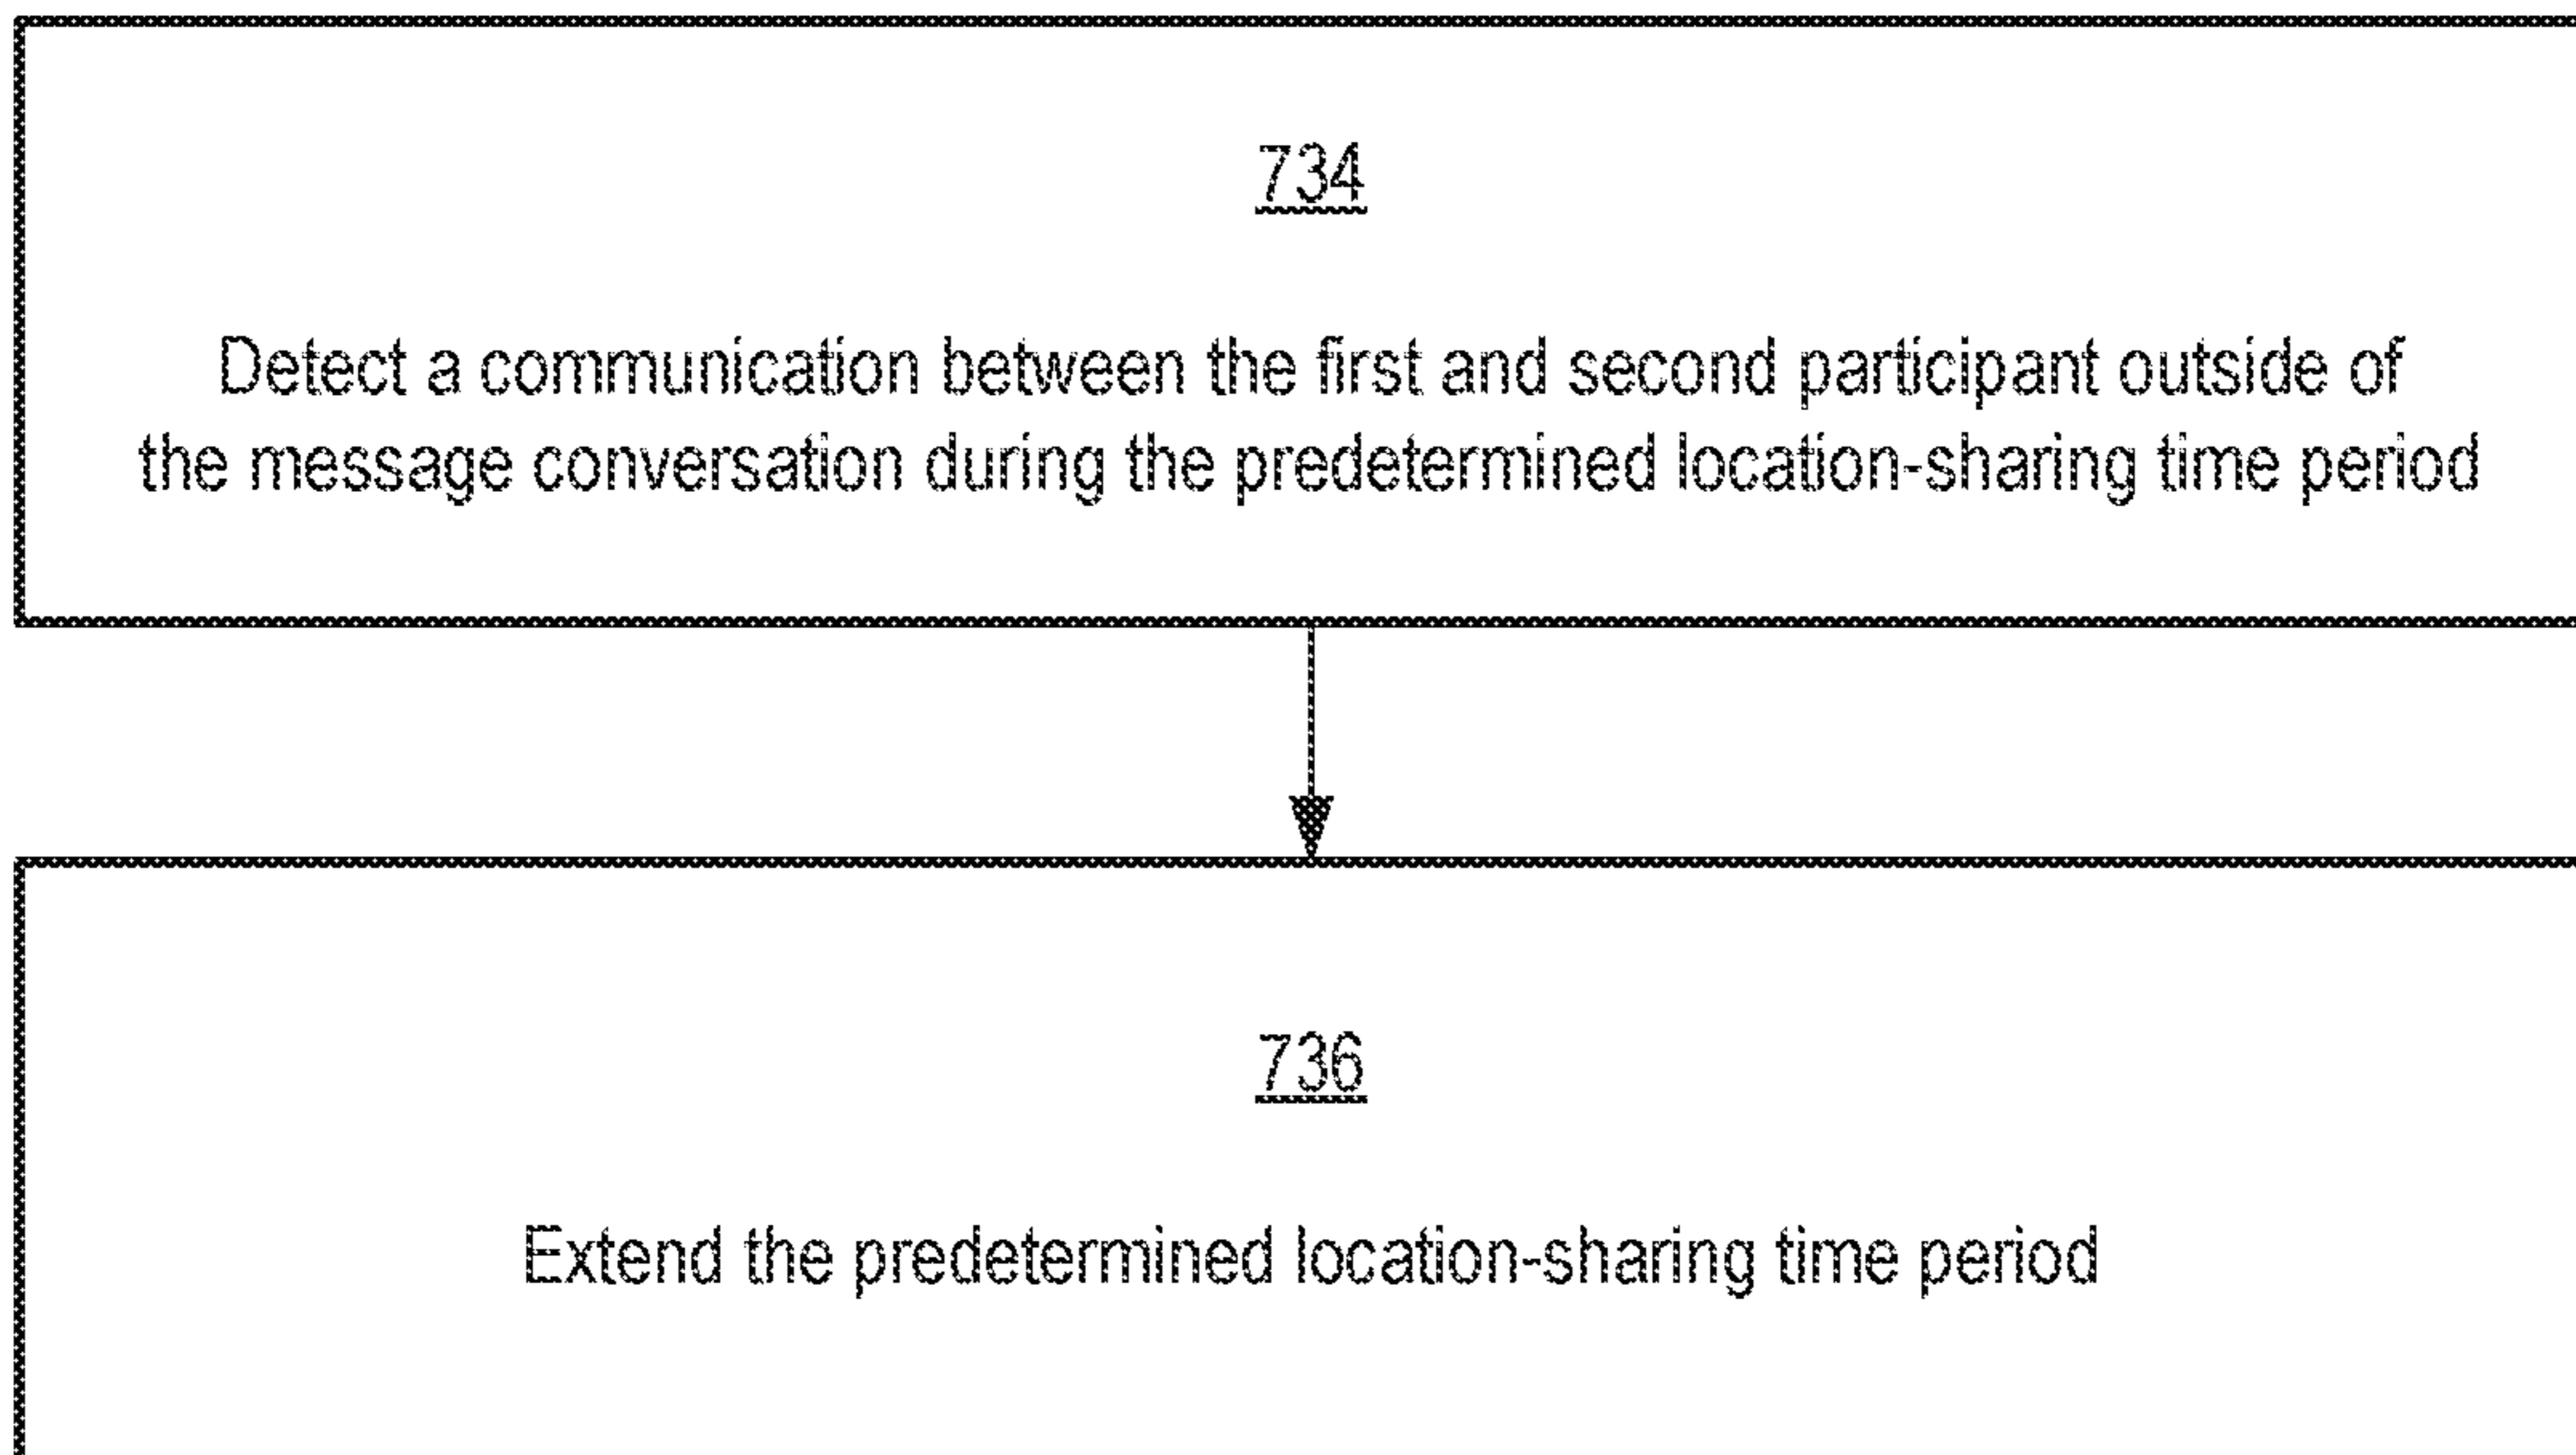 734
Detect a communication between the first and second participant outside of
the message conversation during the predetermined location-sharing time period
736
Extend the predetermined location-sharing time period